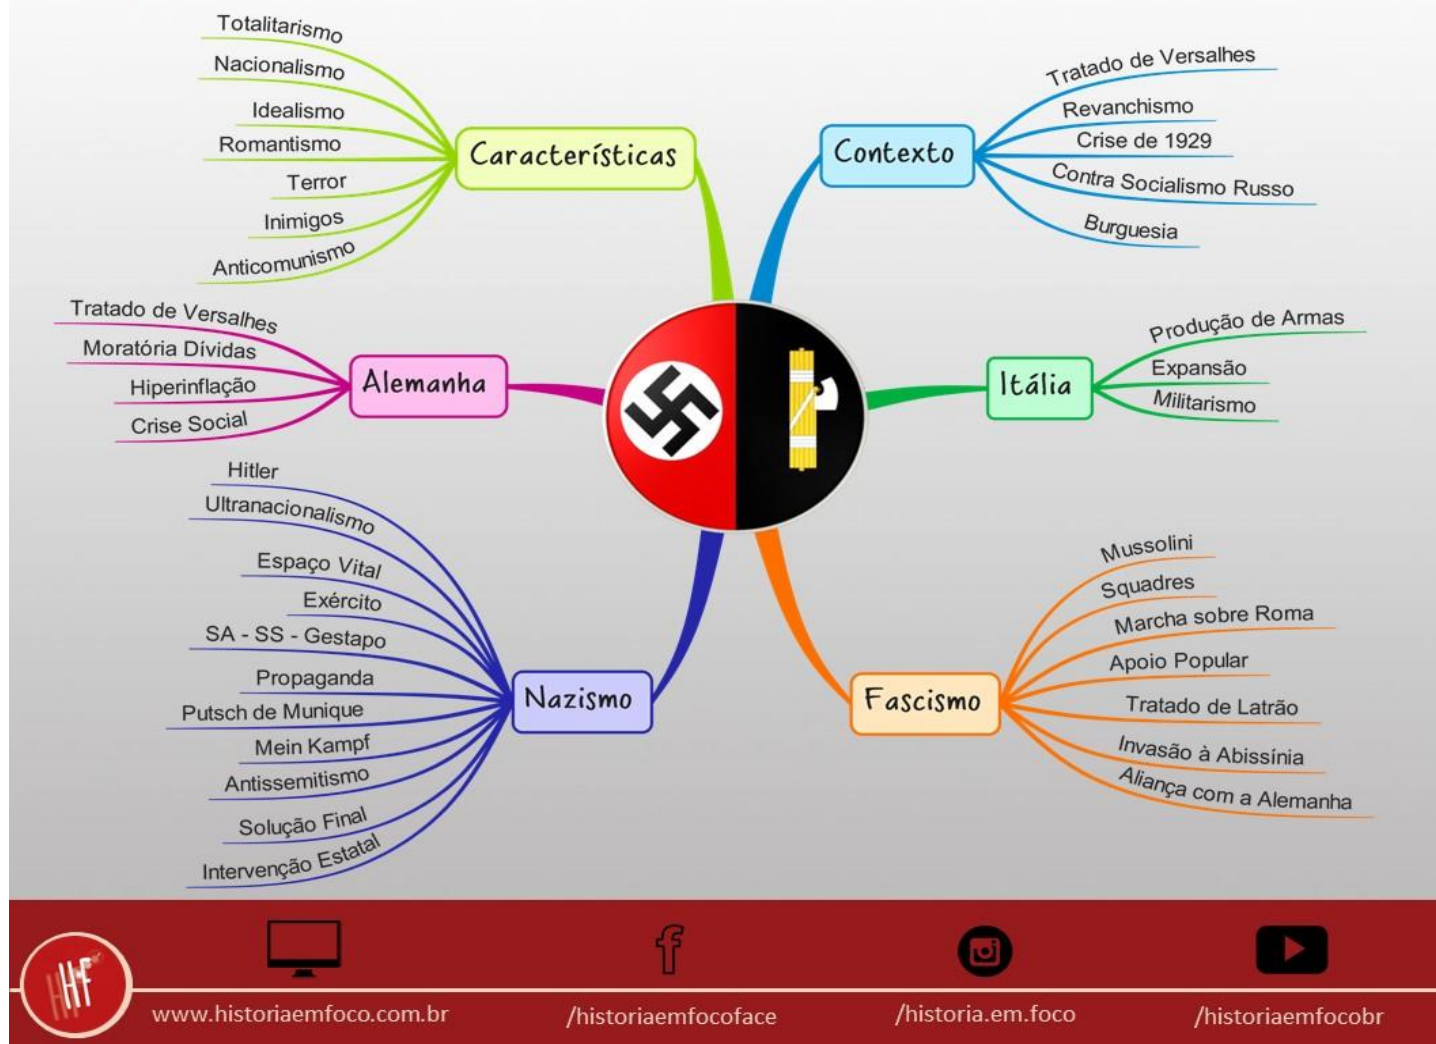 Características
Totalitarismo
Nacionalismo
Idealismo
Romantismo
Terror
Inimigos
Anticomunismo
Contexto
Tratado de Versalhes
Revanchismo
Crise de 1929
Contra Socialismo Russo
Burguesia
Alemanha
Tratado de Versalhes
Moratória Dívidas
Hiperinflação
Crise Social
Itália
Produção de Armas
Expansão
Militarismo
Nazismo
Hitler
Ultranacionalismo
Espaço Vital
Exército
SA - SS - Gestapo
Propaganda
Putsch de Munique
Mein Kampf
Antissemitismo
Solução Final
Intervenção Estatal
Fascismo
Mussolini
Squadres
Marcha sobre Roma
Apoio Popular
Tratado de Latrão
Invasão à Abissínia
Aliança com a Alemanha
HF
www.historiaemfoco.com.br
/historiaemfocoface
/historia.em.foco
/historiaemfocobr